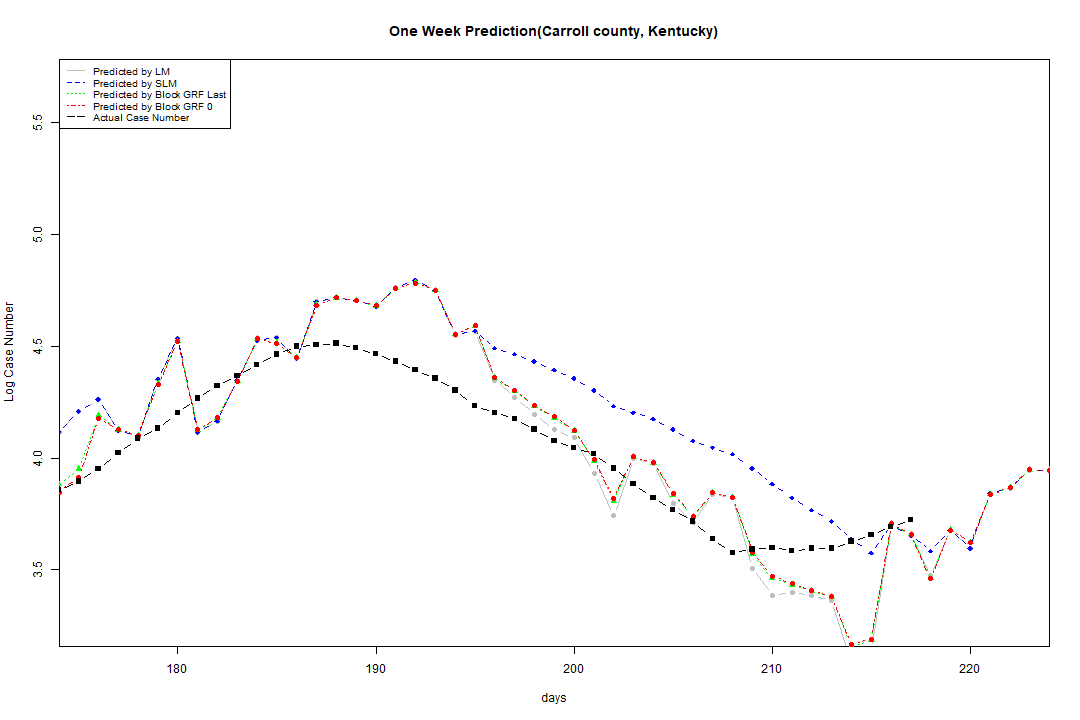 One Week Prediction(Carroll county, Kentucky)
Predicted by LM
Predicted by SLM
Predicted by Block GRF Last
Predicted by Block GRF 0
Actual Case Number
5.5
5.0
4.5
4.0
3.5
Log Case Number
180 190 200 210 220
days